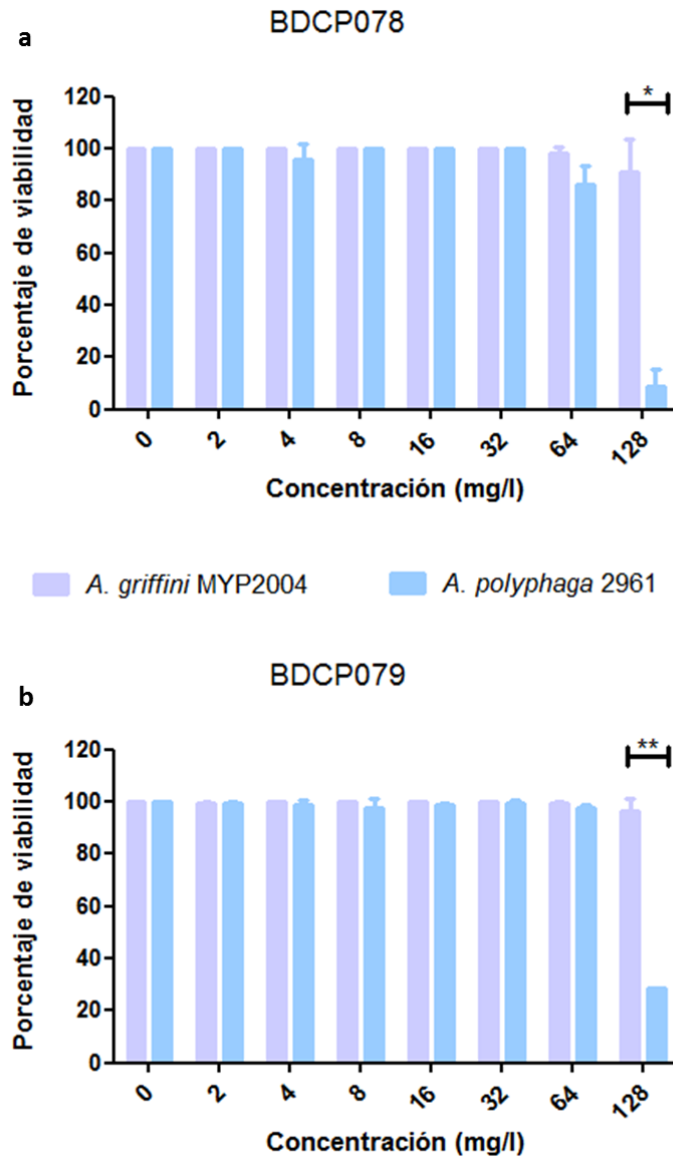 a
BDCP078
Porcentaje de viabilidad
120
100
80
60
40
20
0
*
0 2 4 8 16 32 64 128
Concentración (mg/l)
A. griffini MYP2004 A. polyphaga 2961
b
BDCP079
Porcentaje de viabilidad
120
100
80
60
40
20
0
**
0 2 4 8 16 32 64 128
Concentración (mg/l)